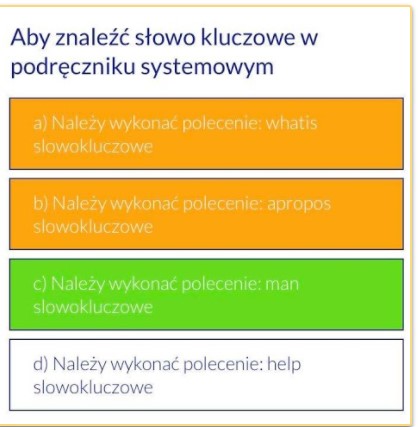 Aby znaleźć słowo kluczowe w
podręczniku systemowym
a) Należy wykonać polecenie: whatis
slowokluczowe
b) Należy wykonać polecenie: apropos
slowokluczowe
c) Należy wykonać polecenie: man
slowokluczowe
d) Należy wykonać polecenie: help
slowokluczowe